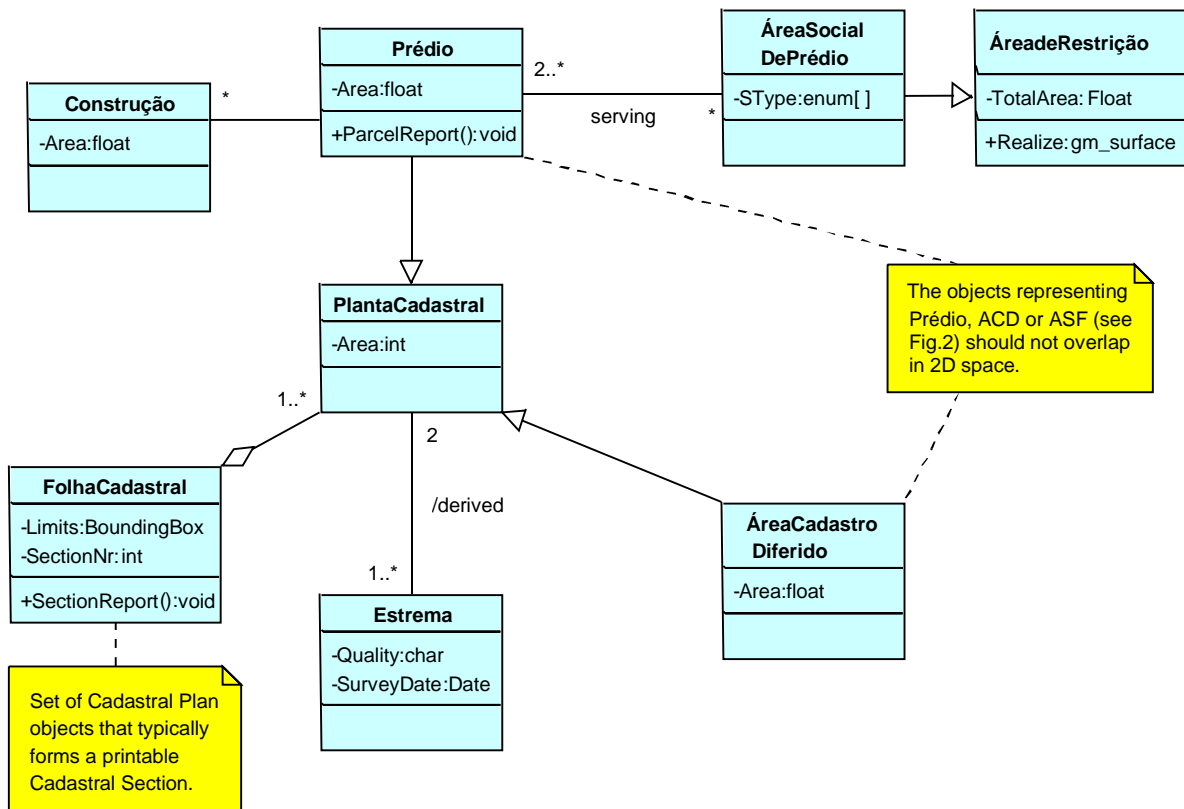 Prédio
-Area:float
+ParcelReport():void
ÁreaSocial
DePrédio
-SType:enum[ ]
ÁreadeRestrição
-TotalArea: Float
+Realize:gm_surface
Construção
-Area:float
*
2..*
serving
*
PlantaCadastral
-Area:int
The objects representing
Prédio, ACD or ASF (see
Fig.2) should not overlap
in 2D space.
1..*
2
FolhaCadastral
-Limits:BoundingBox
-SectionNr:int
+SectionReport():void
/derived
1..*
ÁreaCadastro
Diferido
-Area:float
Estrema
-Quality:char
-SurveyDate:Date
Set of Cadastral Plan
objects that typically
forms a printable
Cadastral Section.